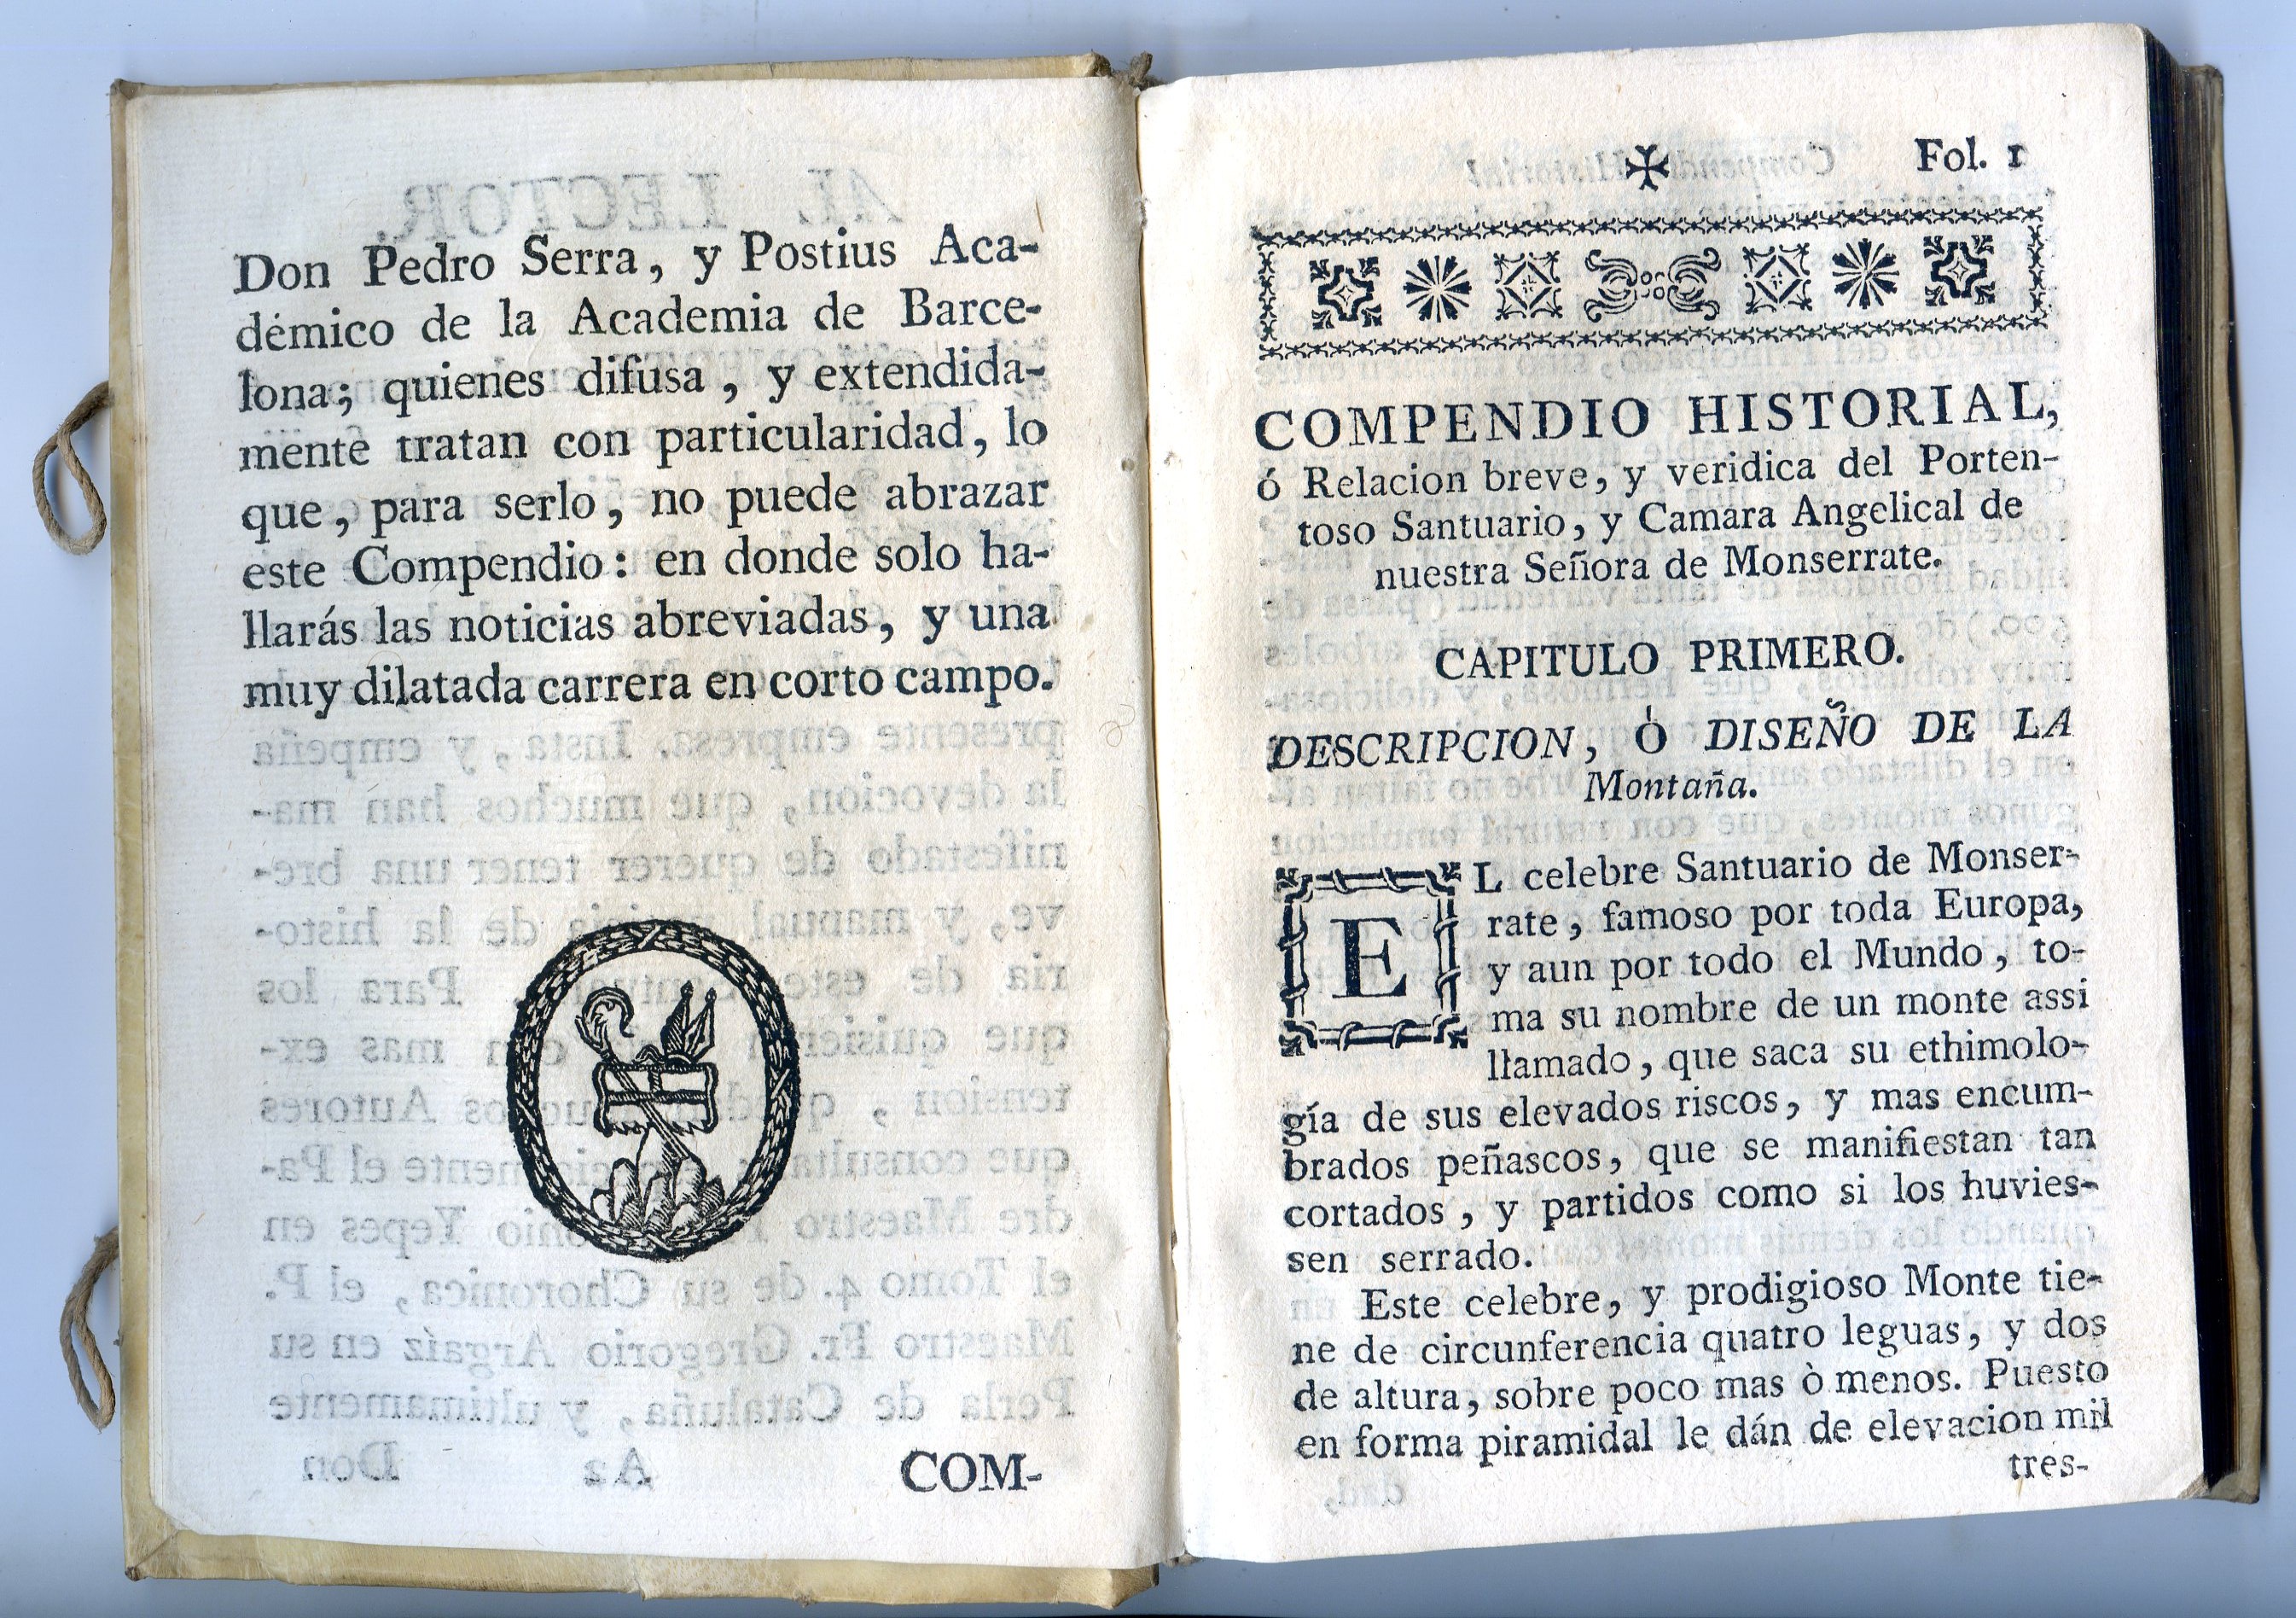 Don Pedro Serra, y Postius Aca-
démico de la Academia de Barce-
lona; quienes difusa, y extendida-
mente tratan con particularidad, lo
que, para serlo, no puede abrazar
este Compendio: en donde solo ha-
llarás las noticias abreviadas, y una
muy dilatada carrera en corto campo.
COM-
Fol. 1
COMPENDIO HISTORIAL,
ó Relacion breve, y veridica del Porten-
toso Santuario, y Camara Angelical de
nuestra Señora de Monserrate.
CAPITULO PRIMERO.
DESCRIPCION, Ò DISEÑO DE LA
Montaña.
EL celebre Santuario de Monser-
rate, famoso por toda Europa,
y aun por todo el Mundo, to-
ma su nombre de un monte assi
llamado, que saca su ethimolo-
gía de sus elevados riscos, y mas encum-
brados peñascos, que se manifiestan tan
cortados, y partidos como si los huvies-
sen serrado.
Este celebre, y prodigioso Monte tie-
ne de circunferencia quatro leguas, y dos
de altura, sobre poco mas ò menos. Puesto
en forma piramidal le dán de elevacion mil
tres-